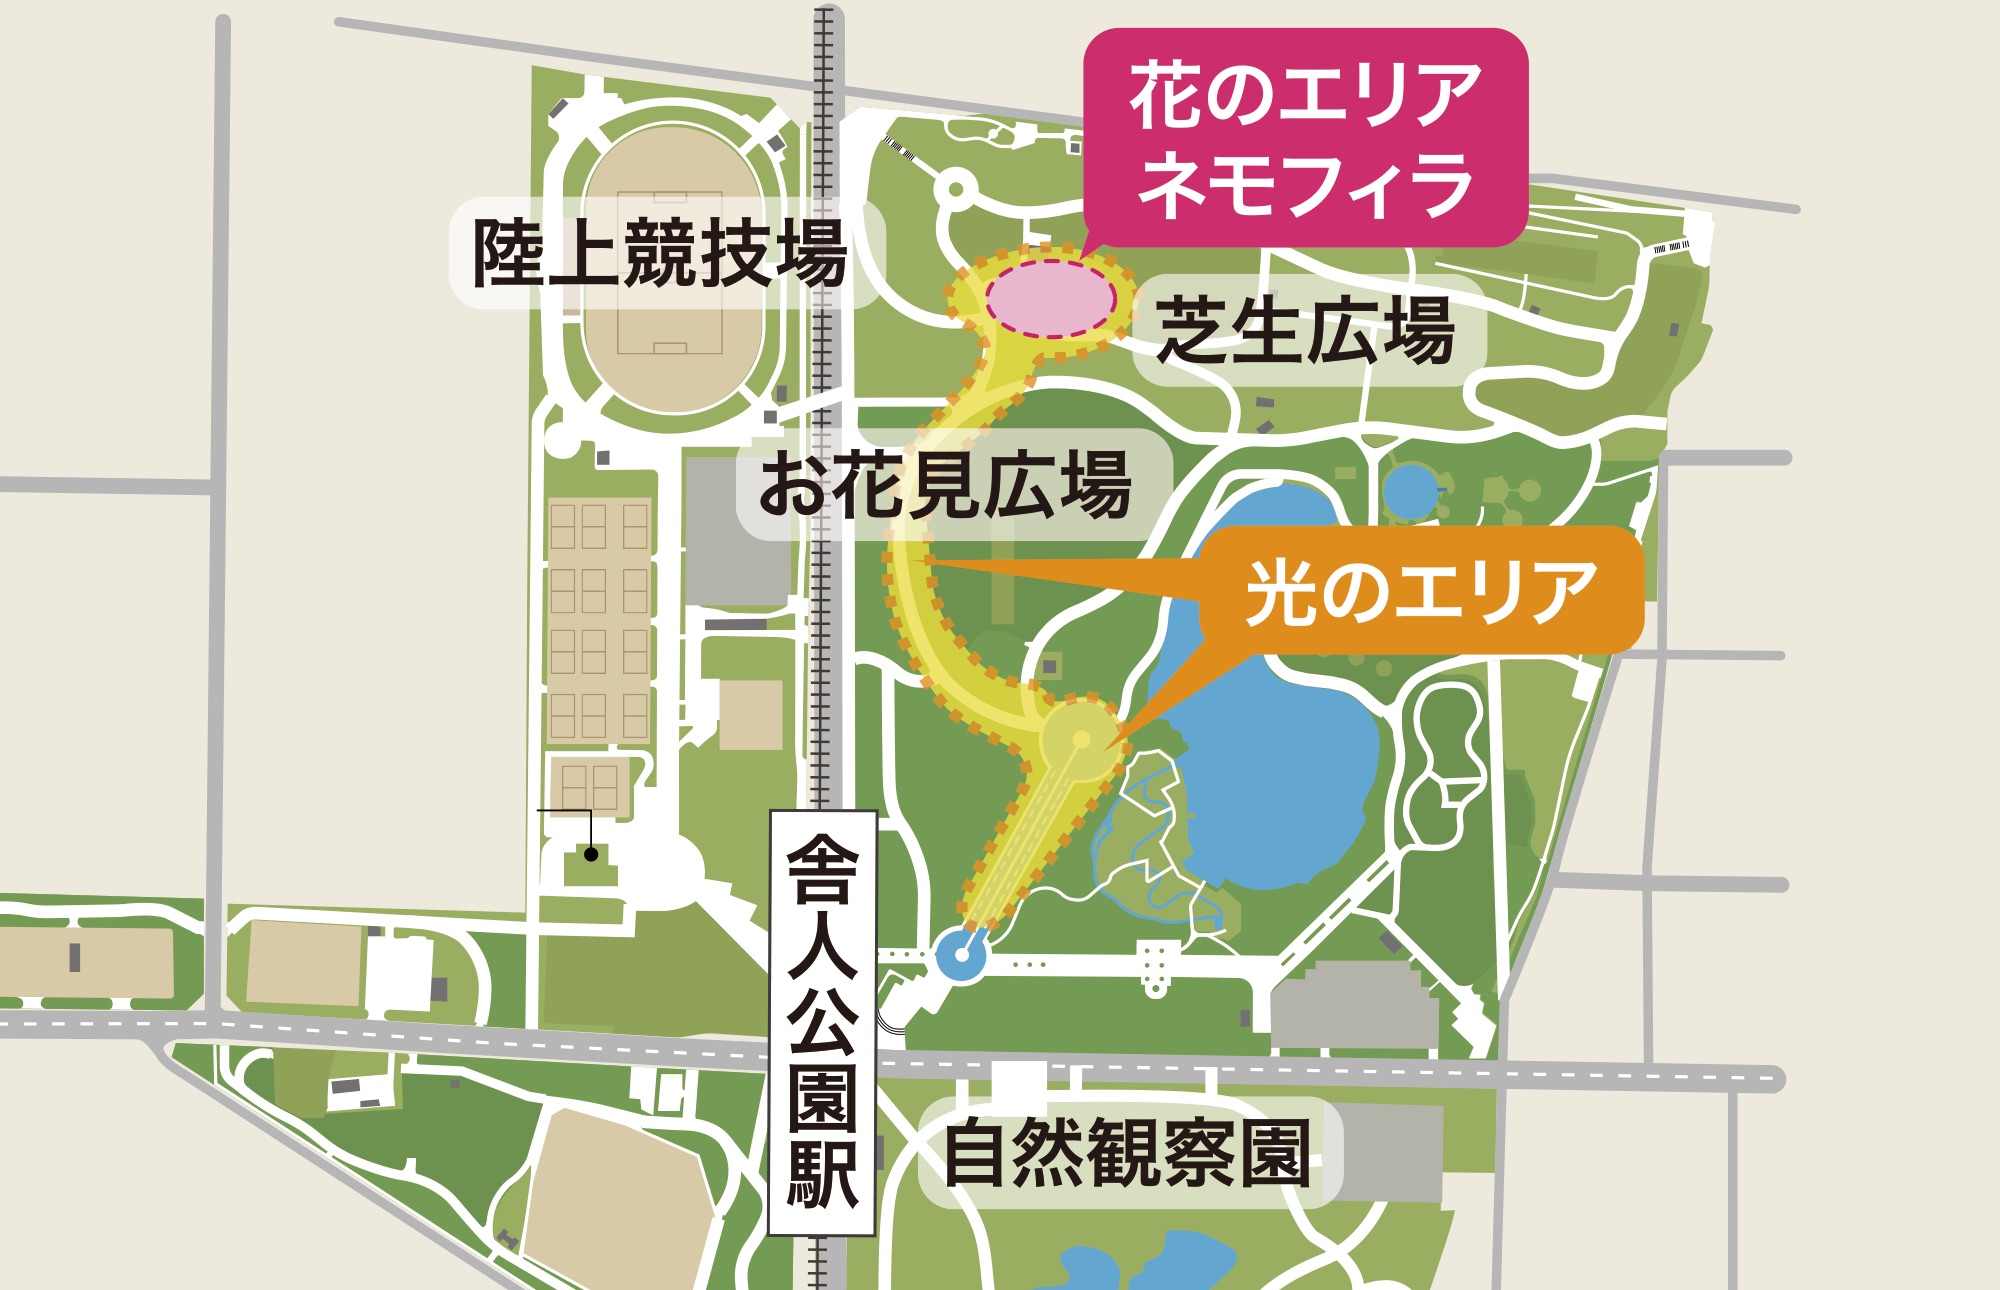 花のエリア
ネモフィラ
陸上競技場
芝生広場
お花見広場
光のエリア
舎人公園駅
自然観察園